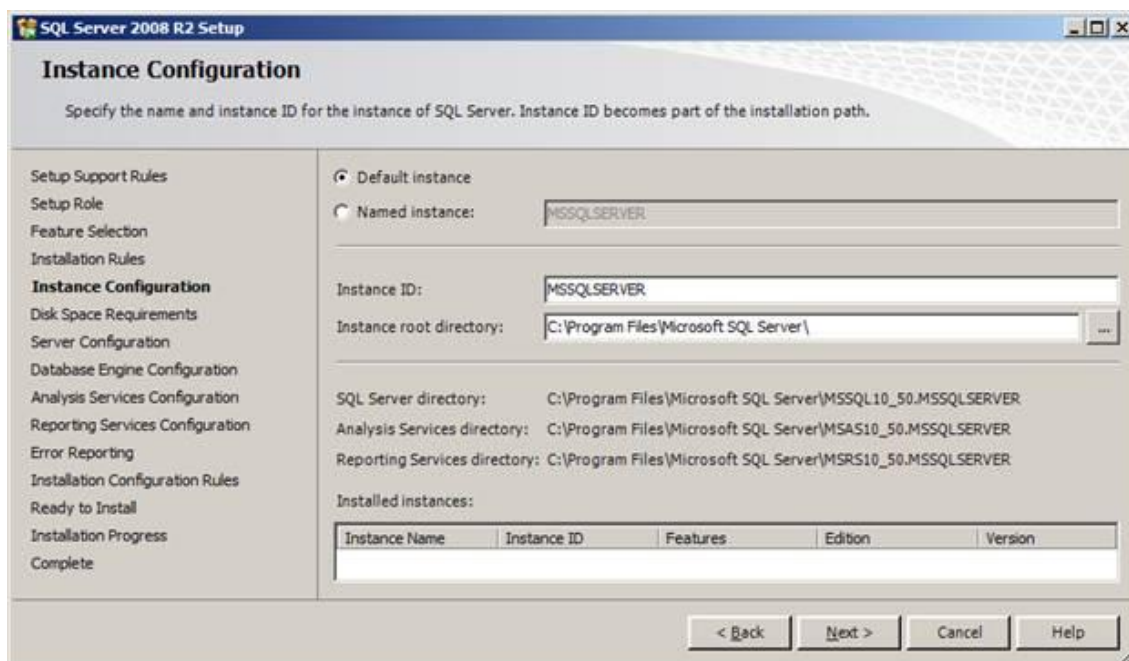 SQL Server 2008 R2 Setup
Instance Configuration
Specify the name and instance ID for the instance of SQL Server. Instance ID becomes part of the installation path.
Setup Support Rules
Setup Role
Feature Selection
Installation Rules
Instance Configuration
Disk Space Requirements
Server Configuration
Database Engine Configuration
Analysis Services Configuration
Reporting Services Configuration
Error Reporting
Installation Configuration Rules
Ready to Install
Installation Progress
Complete
Default instance
Named instance: MSSQLSERVER
Instance ID: MSSQLSERVER
Instance root directory: C:\Program Files\Microsoft SQL Server\ ...
SQL Server directory: C:\Program Files\Microsoft SQL Server\MSSQL10_50.MSSQLSERVER
Analysis Services directory: C:\Program Files\Microsoft SQL Server\MSAS10_50.MSSQLSERVER
Reporting Services directory: C:\Program Files\Microsoft SQL Server\MSRS10_50.MSSQLSERVER
Installed instances:
Instance Name Instance ID Features Edition Version
< Back Next > Cancel Help